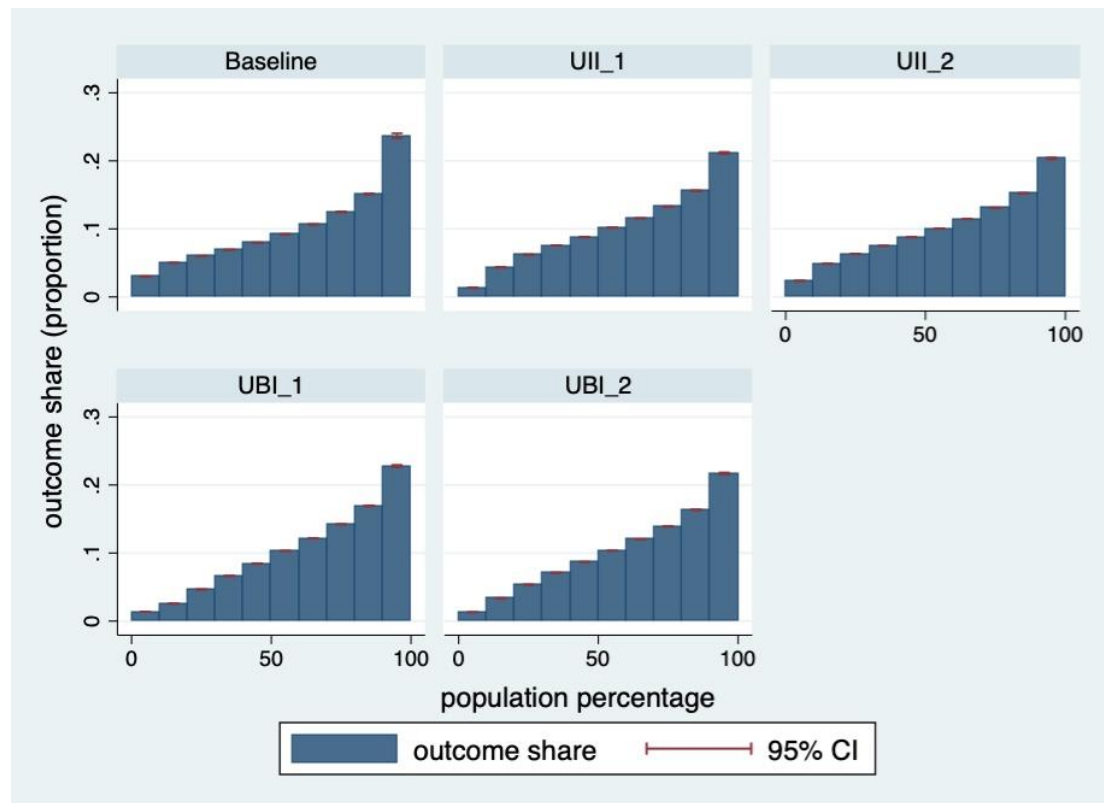 Baseline
UII_1
UII_2
.3
.2
.1
0
0 50 100
UBI_1
UBI_2
.3
.2
.1
0
0 50 100 0 50 100
outcome share (proportion)
population percentage
outcome share 95% CI